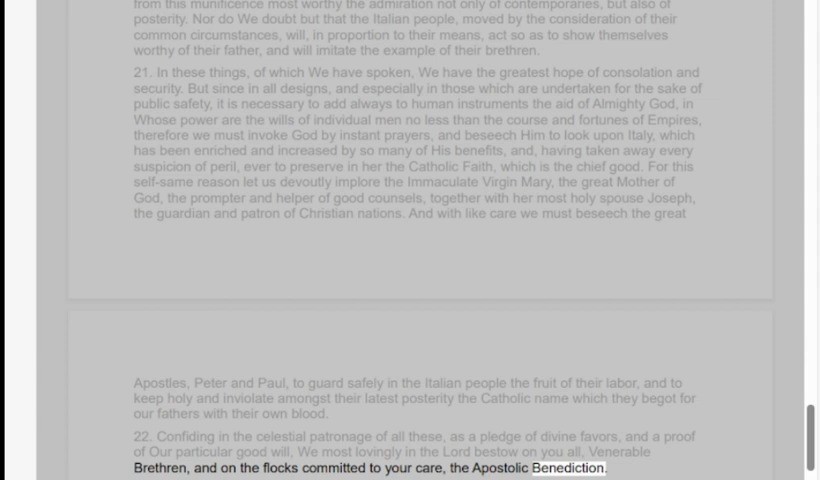 from this munificence most worthy the admiration not only of contemporaries, but also of
posterity. Nor do We doubt but that the Italian people, moved by the consideration of their
common circumstances, will, in proportion to their means, act so as to show themselves
worthy of their father, and will imitate the example of their brethren.
21. In these things, of which We have spoken, We have the greatest hope of consolation and
security. But since in all designs, and especially in those which are undertaken for the sake of
public safety, it is necessary to add always to human instruments the aid of Almighty God, in
Whose power are the wills of individual men no less than the course and fortunes of Empires,
therefore we must invoke God by instant prayers, and beseech Him to look upon Italy, which
has been enriched and increased by so many of His benefits, and, having taken away every
suspicion of peril, ever to preserve in her the Catholic Faith, which is the chief good. For this
self-same reason let us devoutly implore the Immaculate Virgin Mary, the great Mother of
God, the prompter and helper of good counsels, together with her most holy spouse Joseph,
the guardian and patron of Christian nations. And with like care we must beseech the great
Apostles, Peter and Paul, to guard safely in the Italian people the fruit of their labor, and to
keep holy and inviolate amongst their latest posterity the Catholic name which they begot for
our fathers with their own blood.
22. Confiding in the celestial patronage of all these, as a pledge of divine favors, and a proof
of Our particular good will, We most lovingly in the Lord bestow on you all, Venerable
Brethren, and on the flocks committed to your care, the Apostolic Benediction.